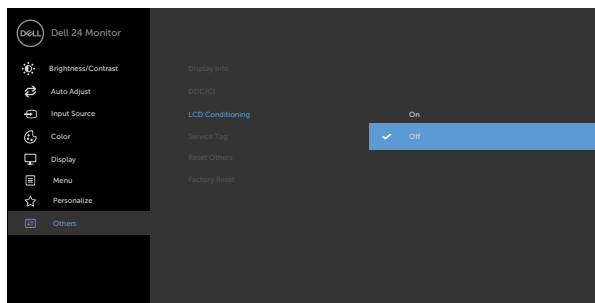 DELL Dell 24 Monitor
Brightness/Contrast
Auto Adjust
Input Source
Color
Display
Menu
Personalize
Others
Display Info
DDC/CI
LCD Conditioning
Service Tag
Reset Others
Factory Reset
On
Off